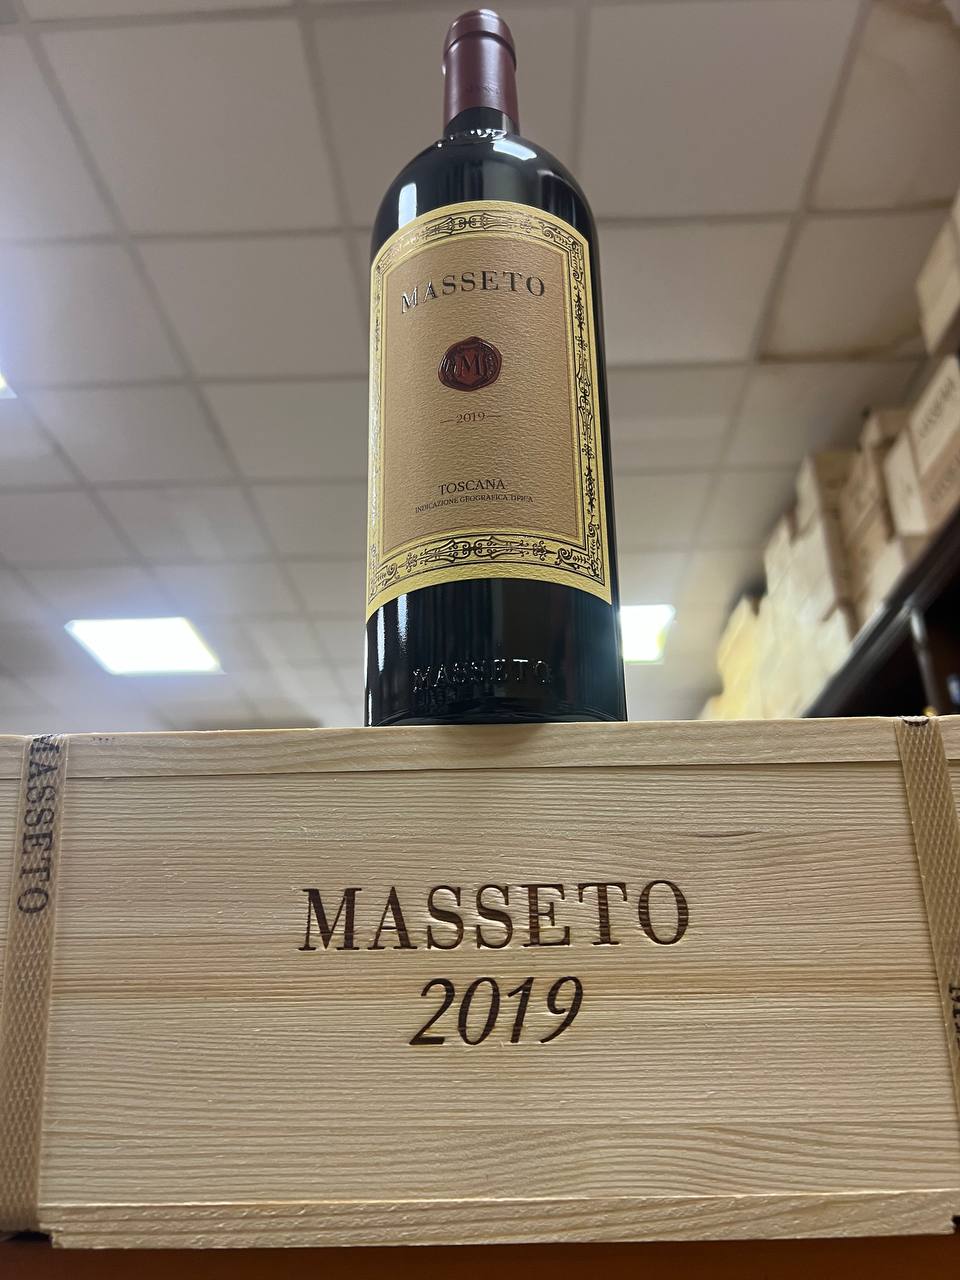 MASSETO
M
2019
TOSCANA
INDICAZIONE GEOGRAFICA TIPICA
MASSETO
MASSETO
MASSETO
2019